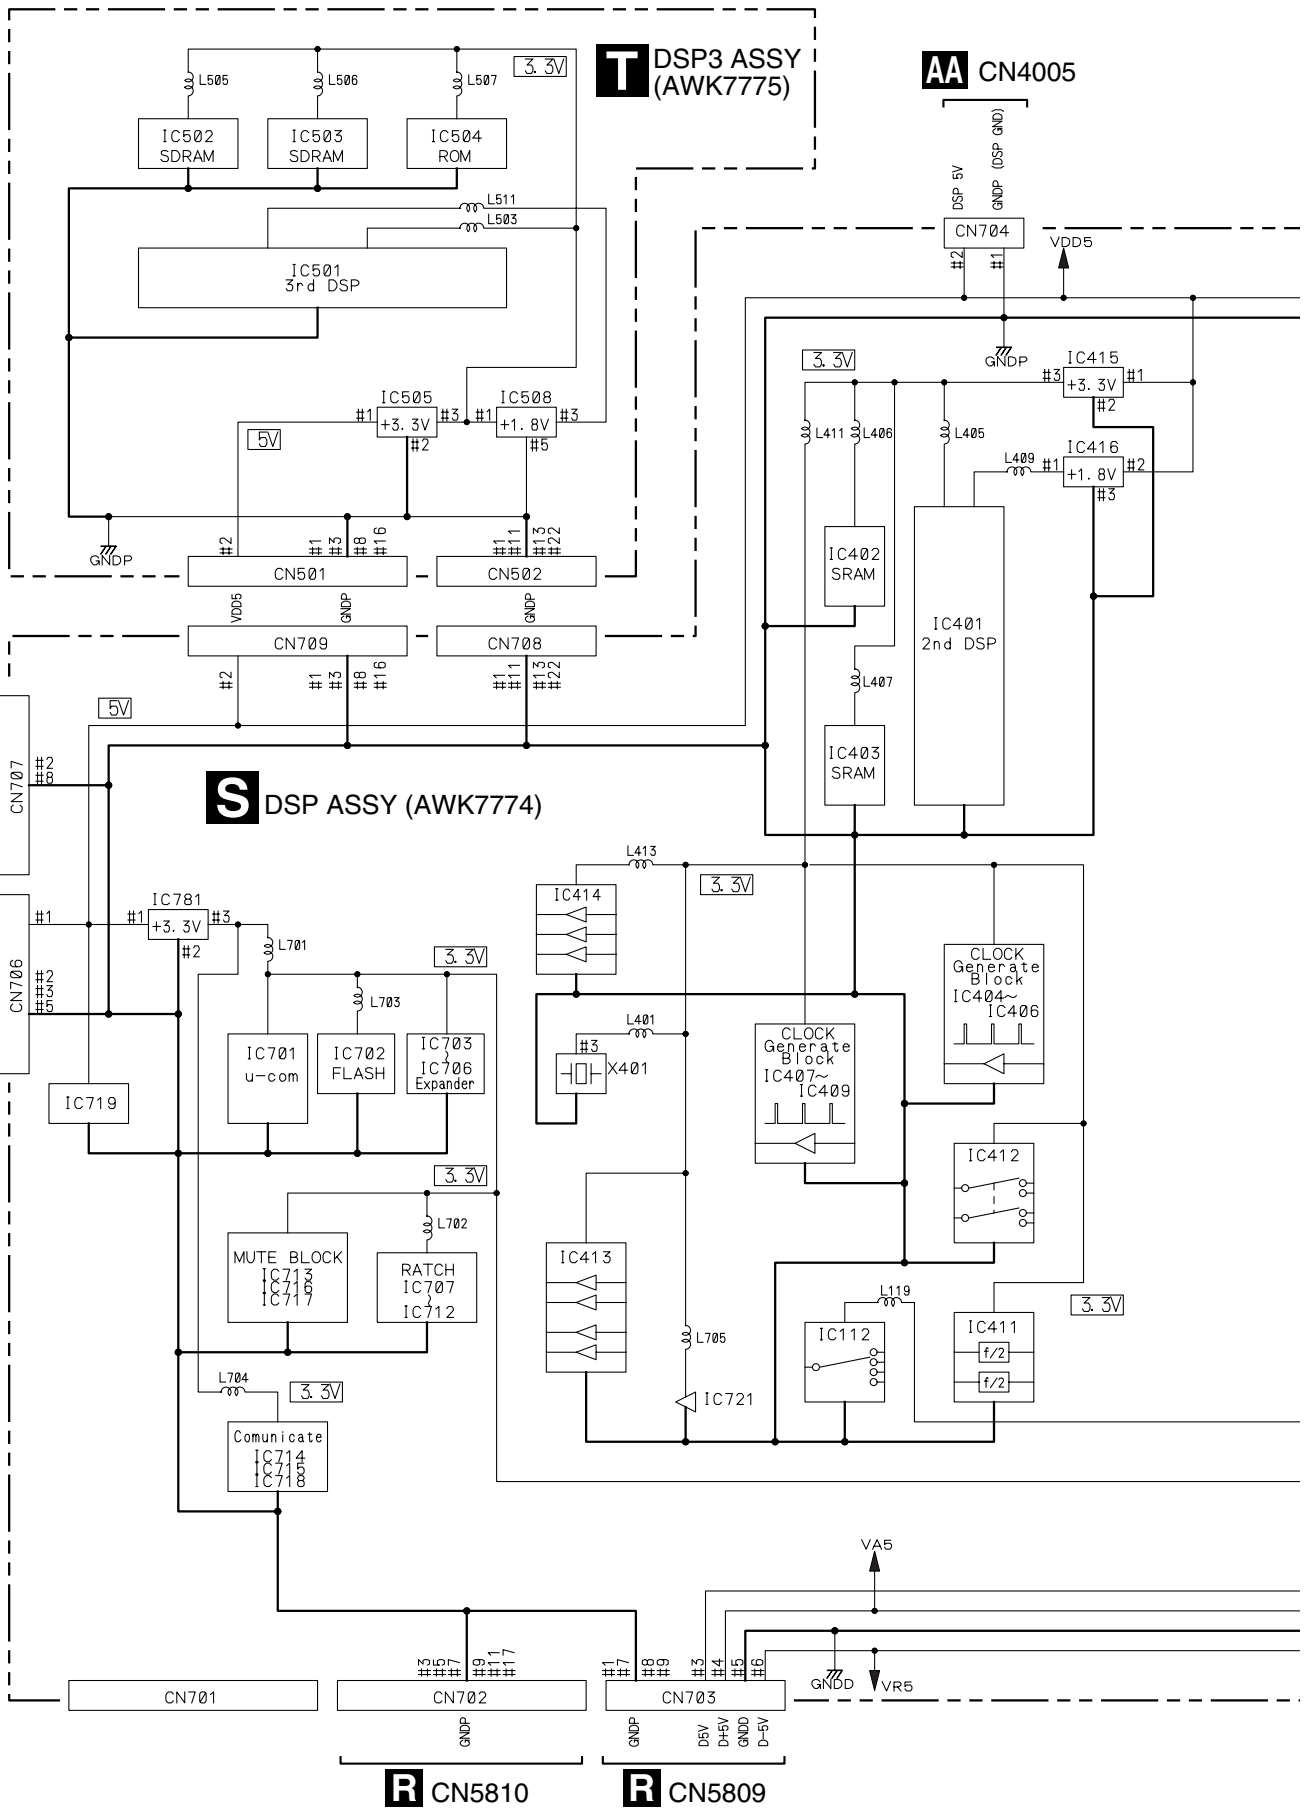 T DSP3 ASSY
(AWK7775)
AA CN4005
3. 3V
L505
L506
L507
IC502
SDRAM
IC503
SDRAM
IC504
ROM
DSP 5V
GNDP (DSP GND)
L511
L503
CN704
#2
#1
VDD5
IC501
3rd DSP
GNDP
3. 3V
IC415
#3
+3. 3V
#1
#2
IC505
#1
+3. 3V
#3
#2
IC508
#1
+1. 8V
#3
#5
5V
L411
L406
L405
L409
IC416
#1
+1. 8V
#2
#3
GNDP
#2
#1
#3
#8
#16
#1
#11
#13
#22
CN501
CN502
IC402
SRAM
VDD5
GNDP
GNDP
IC401
2nd DSP
CN709
CN708
#2
#1
#3
#8
#16
#1
#11
#13
#22
L407
5V
IC403
SRAM
CN707
#2
#8
S DSP ASSY (AWK7774)
L413
3. 3V
IC414
CN706
#1
#2
#3
#5
IC781
#1
+3. 3V
#3
#2
L701
3. 3V
L703
CLOCK
Generate
Block
IC404~
IC406
L401
#3
X401
CLOCK
Generate
Block
IC407~
IC409
IC701
u-com
IC702
FLASH
IC703
~
IC706
Expander
IC719
IC412
3. 3V
L702
MUTE BLOCK
IC713
IC716
IC717
RATCH
IC707
~
IC712
IC413
L705
L119
IC112
3. 3V
IC411
f/2
f/2
L704
3. 3V
IC721
Comunicate
IC714
IC715
IC718
VA5
#3
#5
#7
#9
#11
#17
#1
#7
#8
#9
#3
#4
#5
#6
GNDD
VR5
CN701
CN702
CN703
GNDP
GNDP
D5V
D+5V
GNDD
D-5V
R CN5810
R CN5809